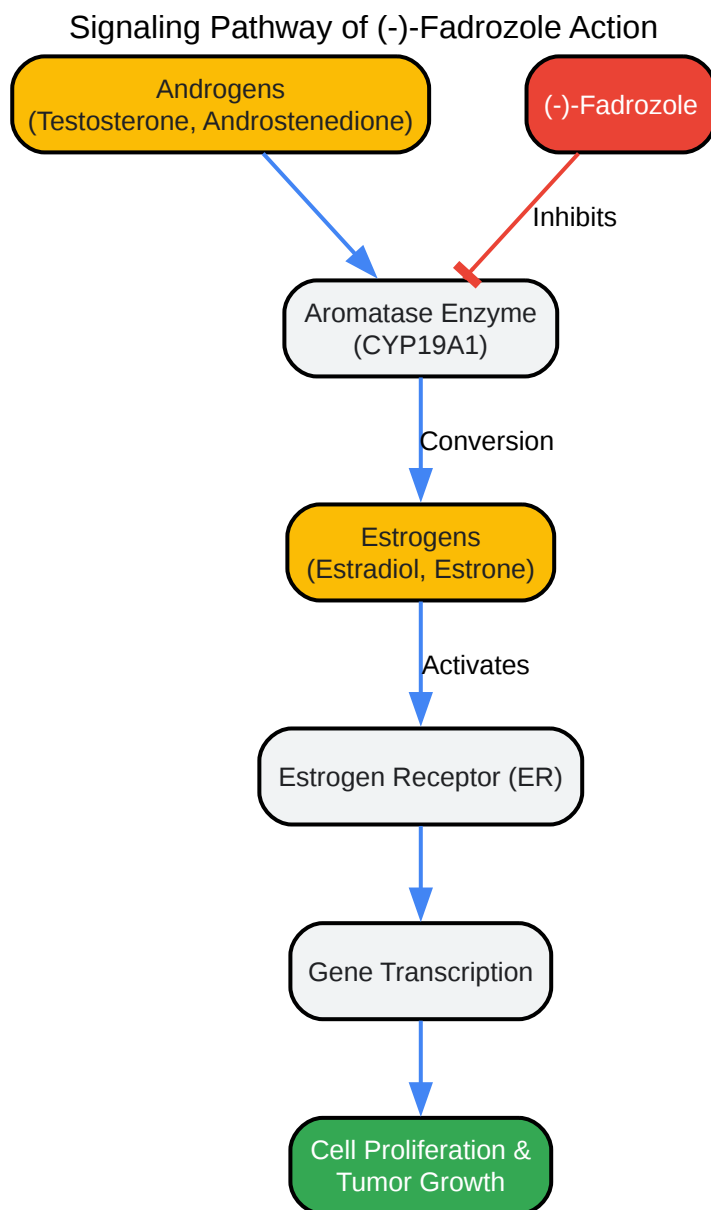 Signaling Pathway of (-)-Fadrozole Action
Androgens
(Testosterone, Androstenedione)
(-)-Fadrozole
Inhibits
Aromatase Enzyme
(CYP19A1)
Conversion
Estrogens
(Estradiol, Estrone)
Activates
Estrogen Receptor (ER)
Gene Transcription
Cell Proliferation &
Tumor Growth